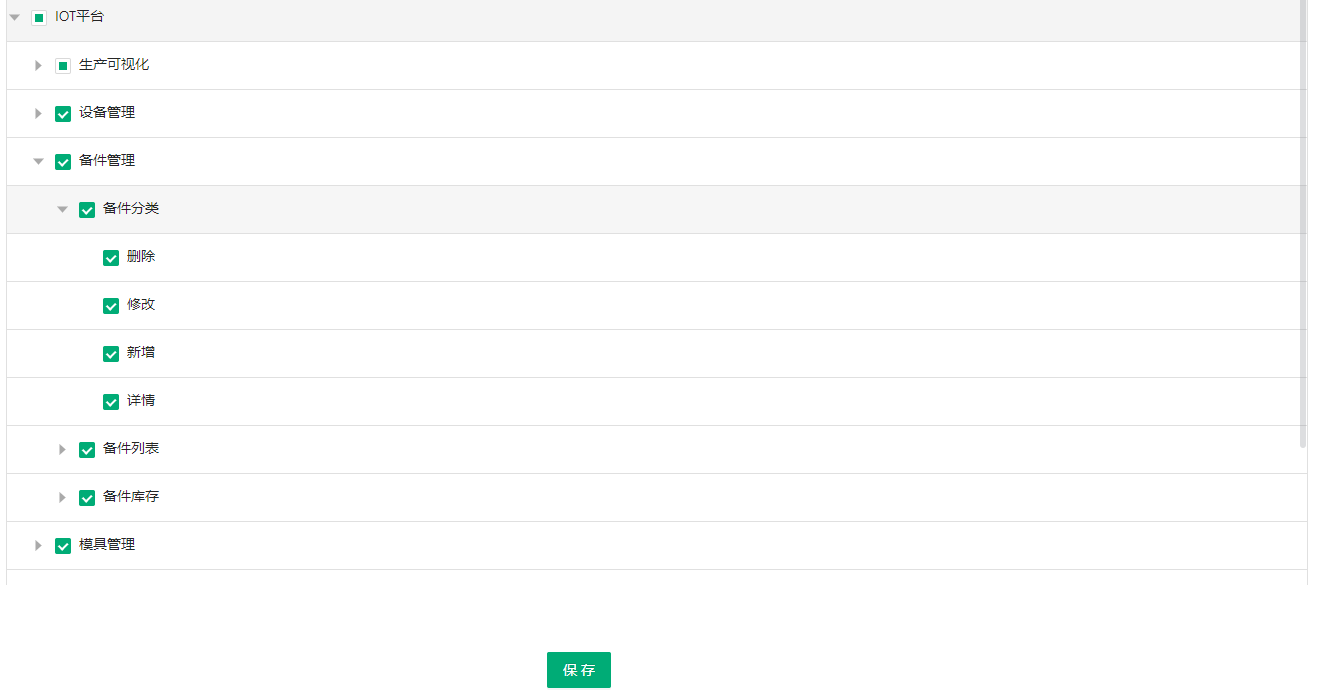 IOT平台
生产可视化
设备管理
备件管理
备件分类
删除
修改
新增
详情
备件列表
备件库存
模具管理
保存